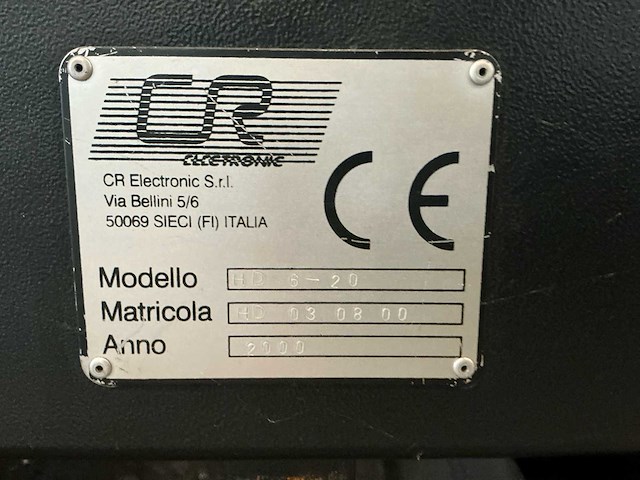 CR
ELECTRONIC
CR Electronic S.r.l.
Via Bellini 5/6
50069 SIECI (FI) ITALIA
CE
Modello HD 6-20
Matricola HD 03 08 00
Anno 2000